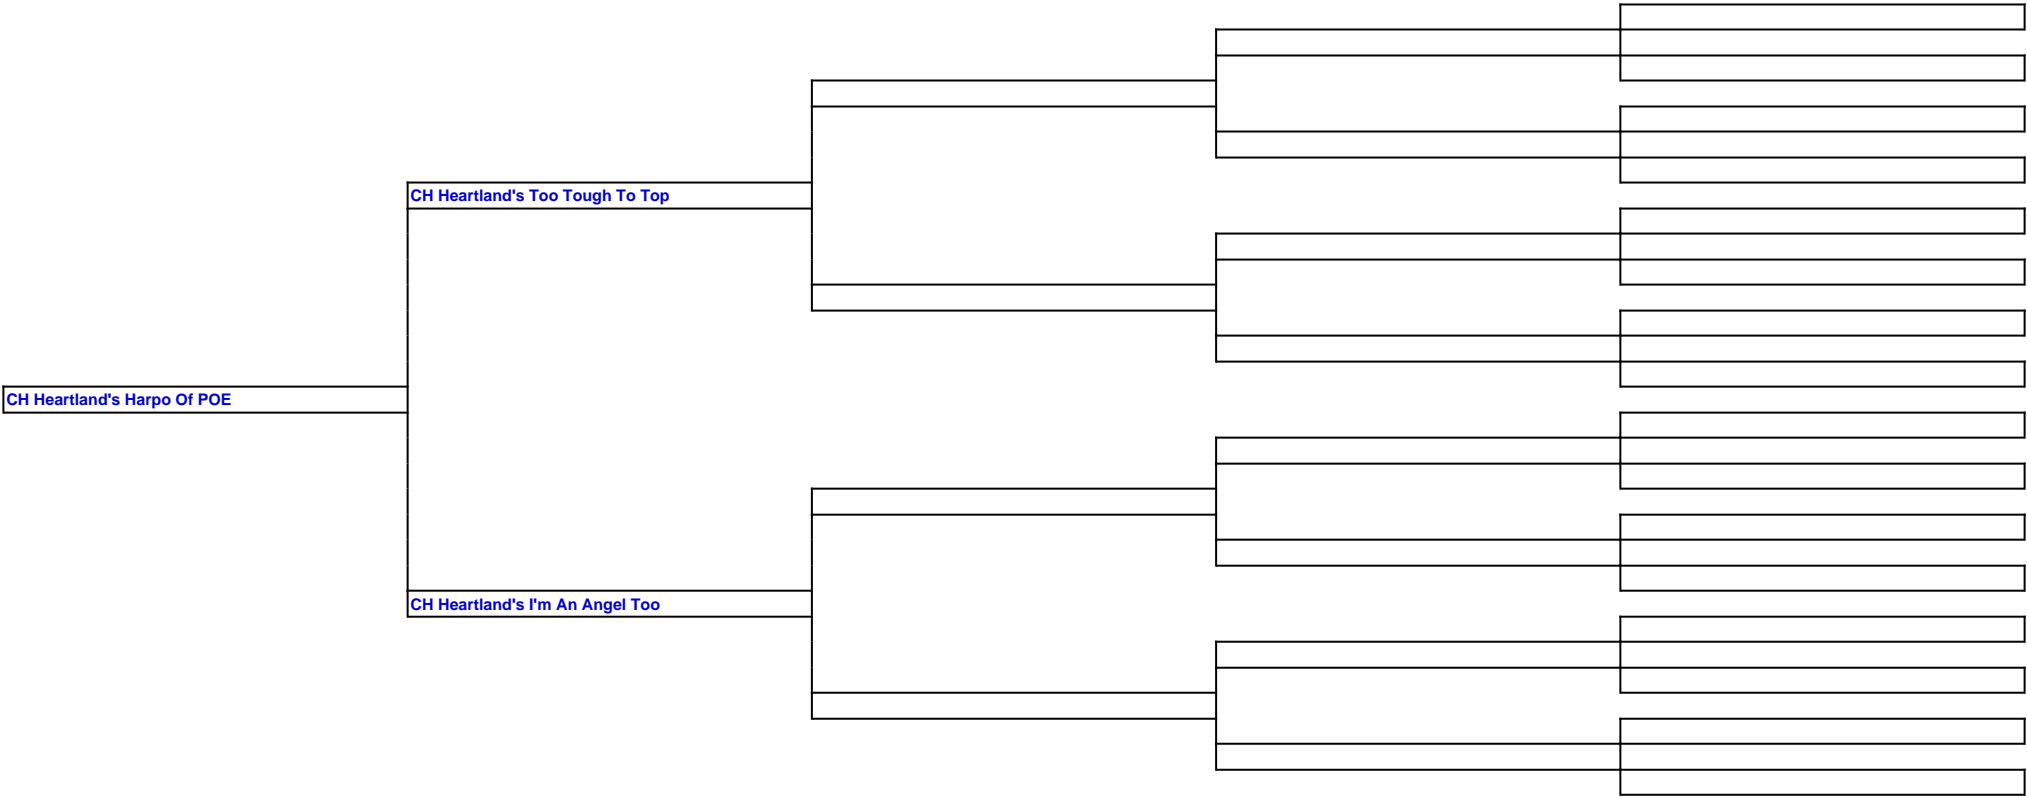 CH Heartland's Too Tough To Top
CH Heartland's Harpo Of POE
CH Heartland's I'm An Angel Too